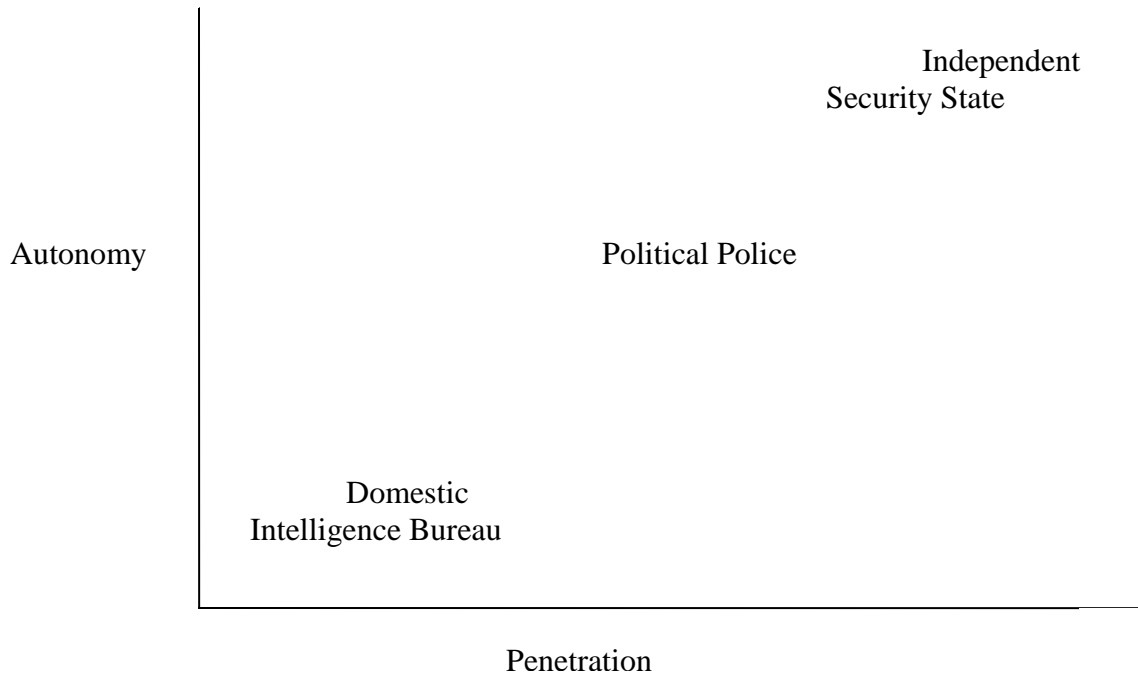 Independent
Security State
Autonomy
Political Police
Domestic
Intelligence Bureau
Penetration